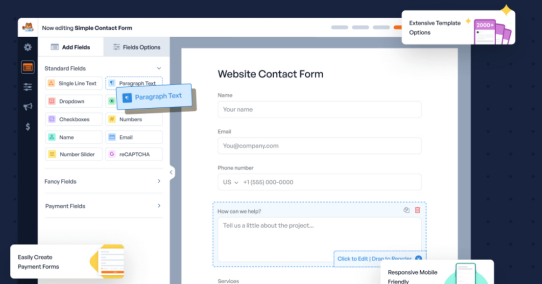 Now editing Simple Contact Form
Extensive Template
Options
2000+
Add Fields
Fields Options
Standard Fields
Single Line Text
Paragraph Text
Dropdowns
Paragraph Text
Checkboxes
Numbers
Name
Email
Number Slider
reCAPTCHA
Fancy Fields
Payment Fields
Easily Create
Payment Forms
Website Contact Form
Name
Your name
Email
You@company.com
Phone number
US
+1 (555) 000-0000
How can we help?
Tell us a little about the project...
Click to Edit | Drag to Reorder
Services
Responsive Mobile
Friendly